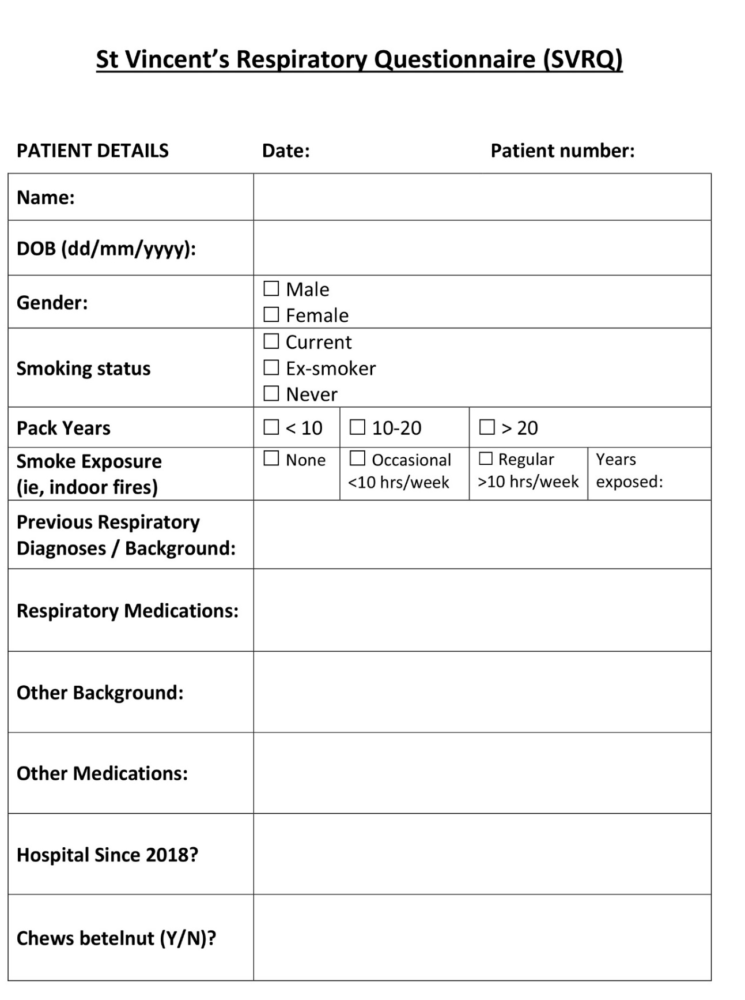 St Vincent’s Respiratory Questionnaire (SVRQ)
PATIENT DETAILS Date: Patient number:
Name:
DOB (dd/mm/yyyy):
Gender:
☐ Male
☐ Female
Smoking status
☐ Current
☐ Ex-smoker
☐ Never
Pack Years ☐ < 10 ☐ 10-20 ☐ > 20
Smoke Exposure
(ie, indoor fires)
☐ None
☐ Occasional
<10 hrs/week
☐ Regular
>10 hrs/week
Years
exposed:
Previous Respiratory
Diagnoses / Background:
Respiratory Medications:
Other Background:
Other Medications:
Hospital Since 2018?
Chews betelnut (Y/N)?